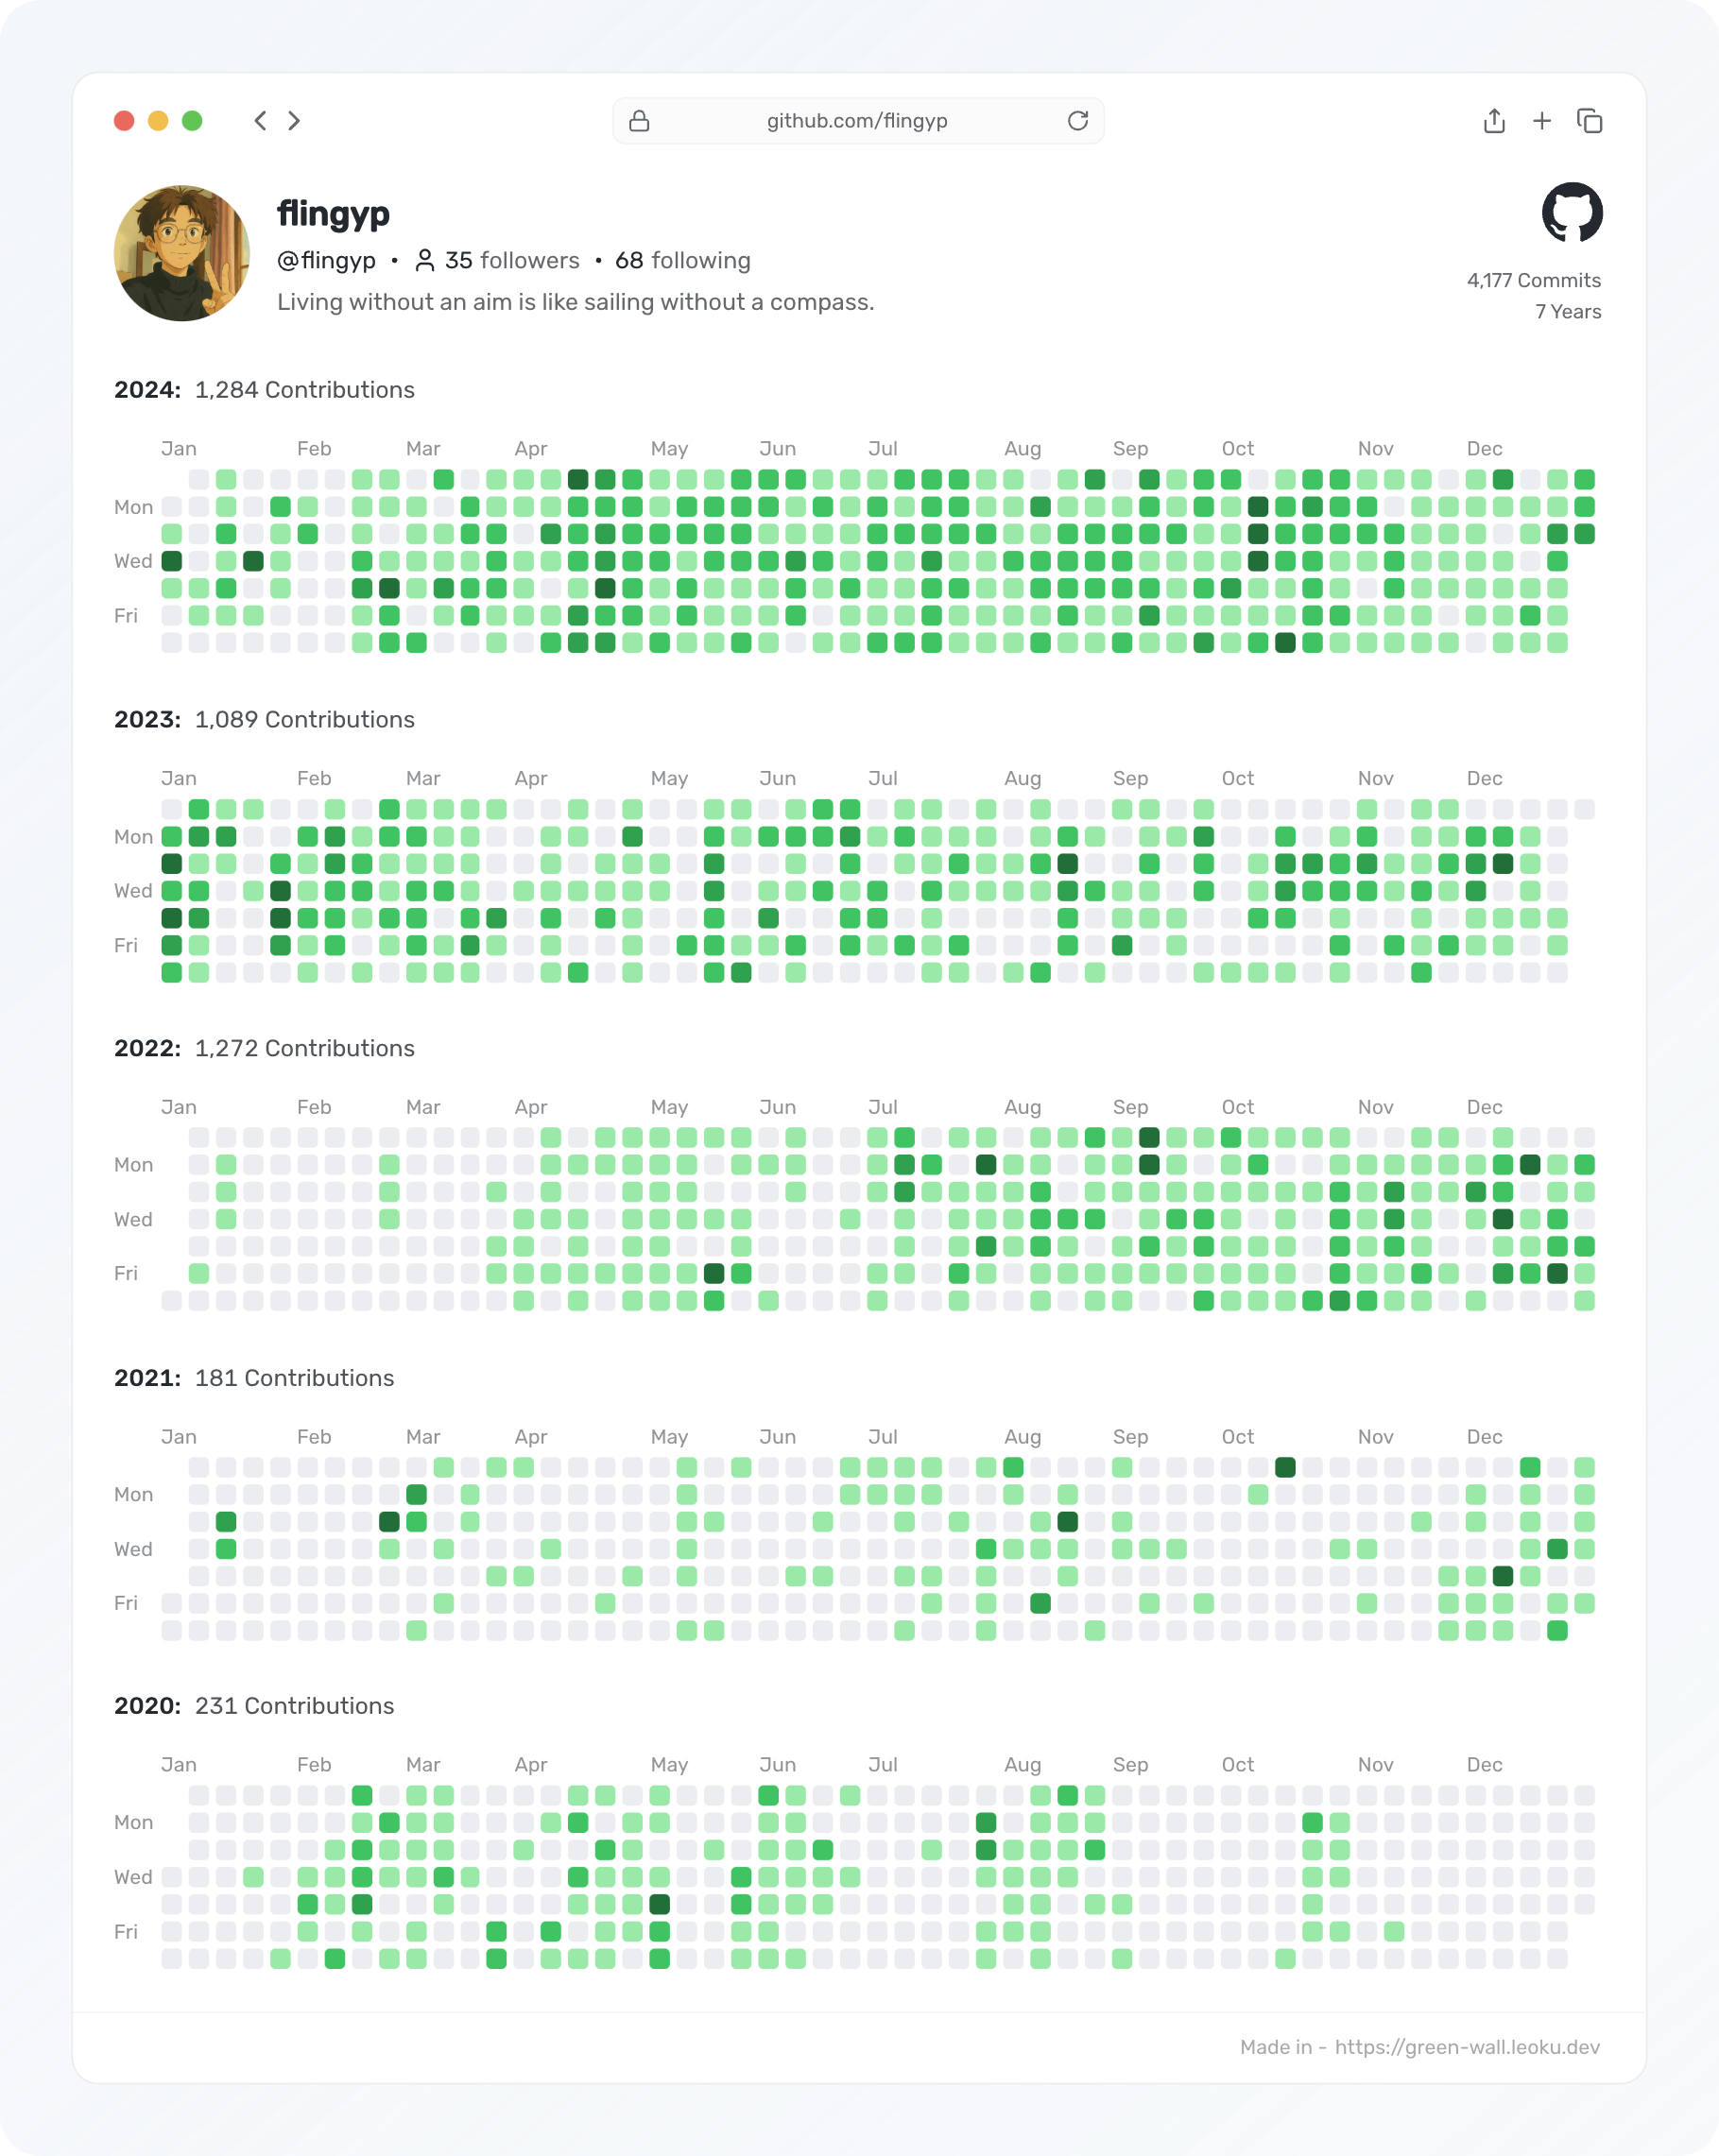 github.com/flingyp
flingyp
@flingyp • 35 followers • 68 following
Living without an aim is like sailing without a compass.
4,177 Commits
7 Years
2024: 1,284 Contributions
Jan Feb Mar Apr May Jun Jul Aug Sep Oct Nov Dec
Mon
Wed
Fri
2023: 1,089 Contributions
Jan Feb Mar Apr May Jun Jul Aug Sep Oct Nov Dec
Mon
Wed
Fri
2022: 1,272 Contributions
Jan Feb Mar Apr May Jun Jul Aug Sep Oct Nov Dec
Mon
Wed
Fri
2021: 181 Contributions
Jan Feb Mar Apr May Jun Jul Aug Sep Oct Nov Dec
Mon
Wed
Fri
2020: 231 Contributions
Jan Feb Mar Apr May Jun Jul Aug Sep Oct Nov Dec
Mon
Wed
Fri
Made in - https://green-wall.leoku.dev